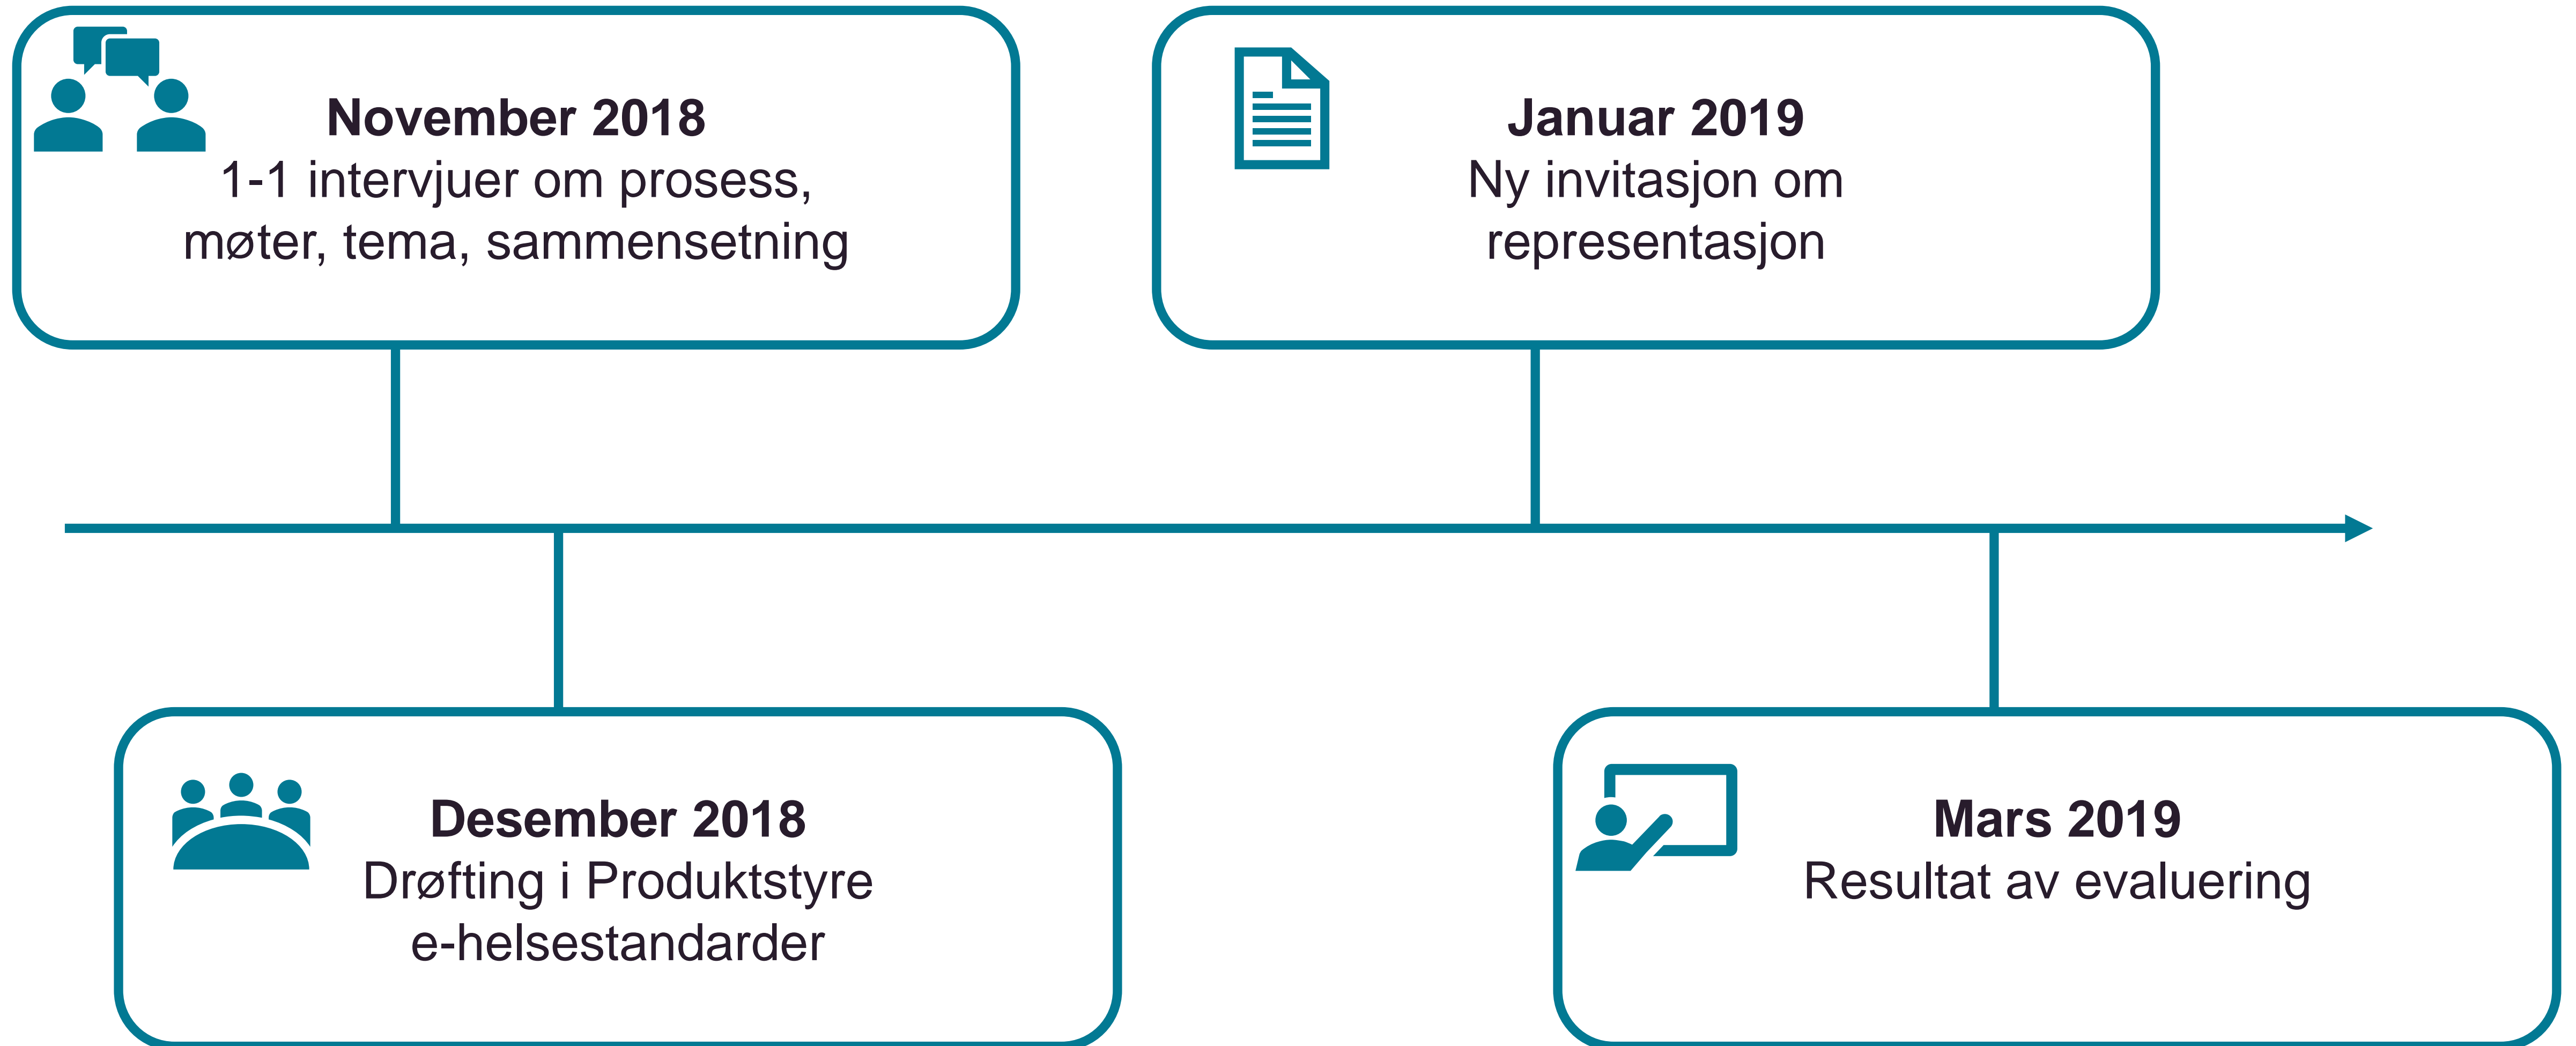 November 2018
1-1 intervjuer om prosess,
møter, tema, sammensetning
Januar 2019
Ny invitasjon om
representasjon
Desember 2018
Drøfting i Produktstyre
e-helsestandarder
Mars 2019
Resultat av evaluering